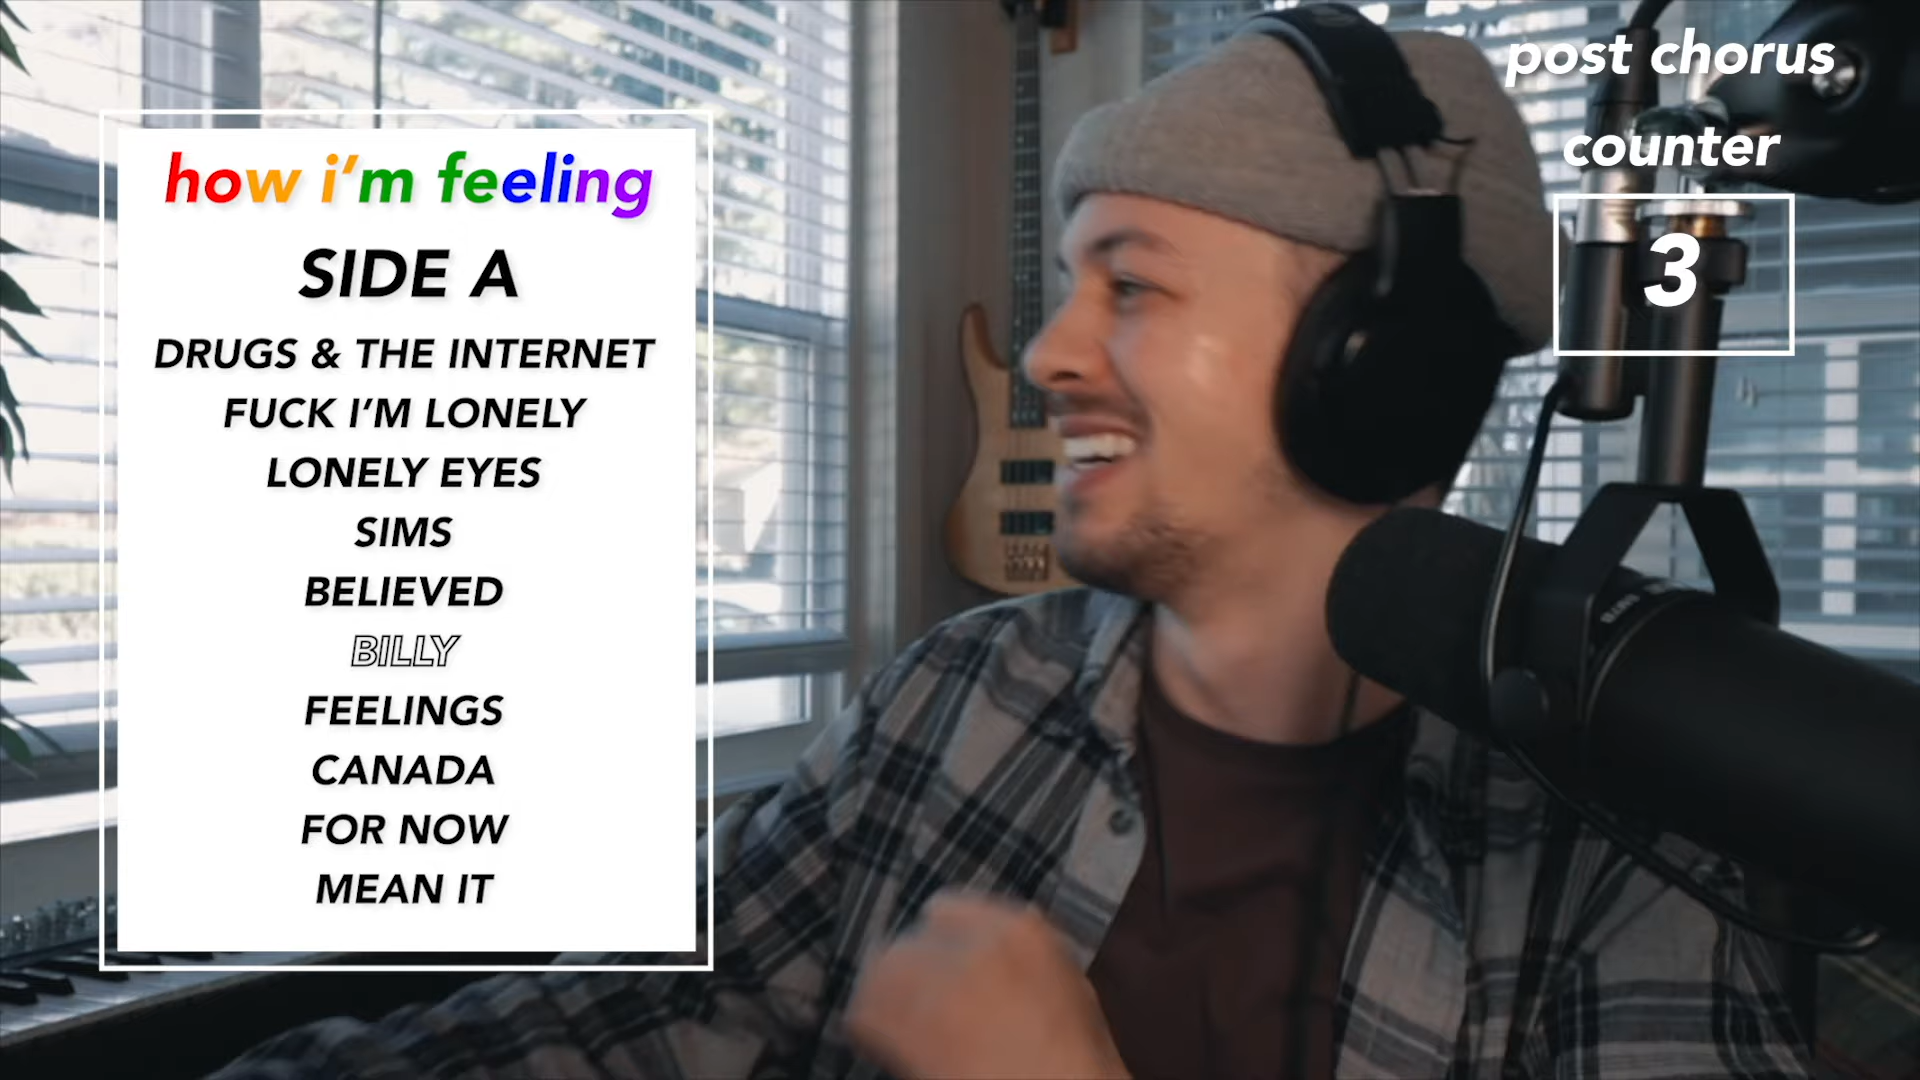 how i'm feeling
SIDE A
DRUGS & THE INTERNET
FUCK I'M LONELY
LONELY EYES
SIMS
BELIEVED
BILLY
FEELINGS
CANADA
FOR NOW
MEAN IT
post chorus
counter
3